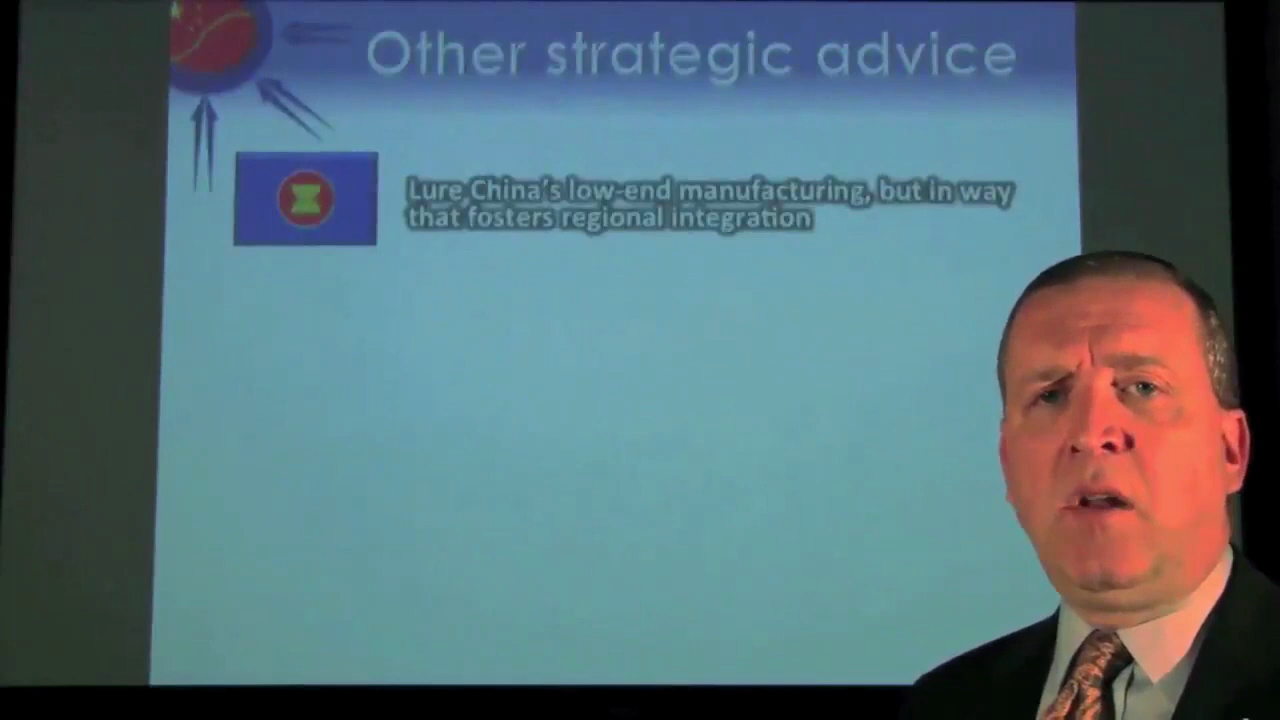 Other strategic advice
Lure China's low-end manufacturing, but in way
that fosters regional integration